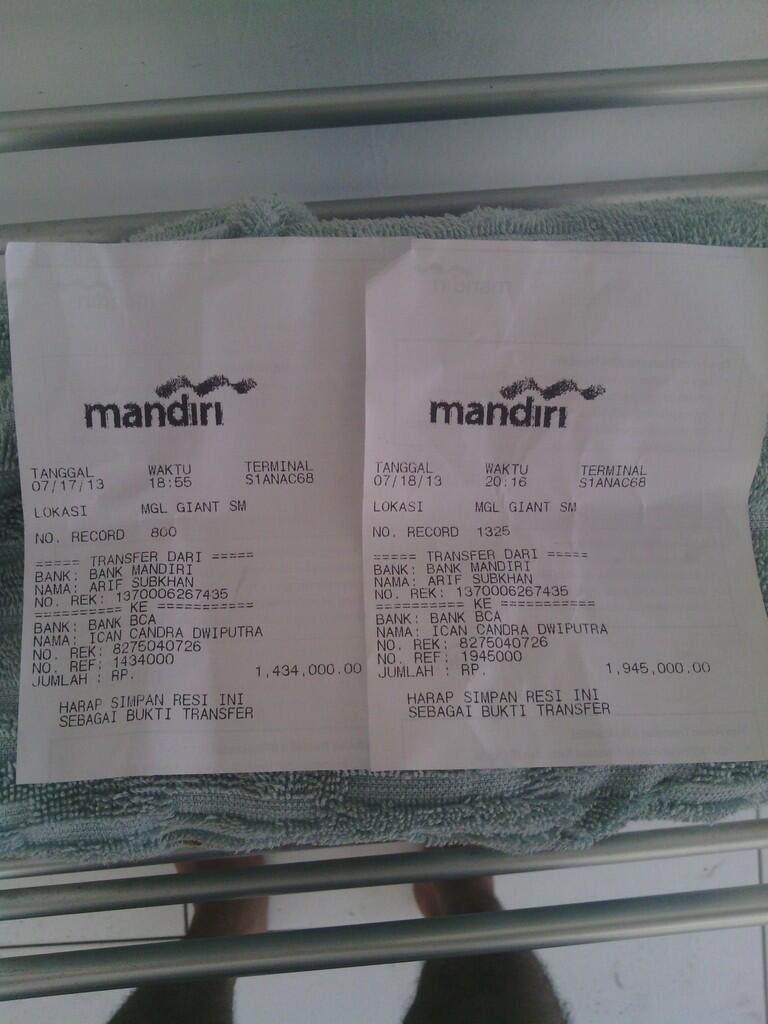 mandiri
TANGGAL WAKTU TERMINAL
07/17/13 18:55 S1ANAC68
LOKASI MGL GIANT SM
NO. RECORD 800
===== TRANSFER DARI =====
BANK: BANK MANDIRI
NAMA: ARIF SUBKHAN
NO. REK: 1370006267435
========== KE ===========
BANK: BANK BCA
NAMA: ICAN CANDRA DWIPUTRA
NO. REK: 8275040726
NO. REF: 1434000
JUMLAH : RP. 1,434,000.00
HARAP SIMPAN RESI INI
SEBAGAI BUKTI TRANSFER
mandiri
TANGGAL WAKTU TERMINAL
07/18/13 20:16 S1ANAC68
LOKASI MGL GIANT SM
NO. RECORD 1325
===== TRANSFER DARI =====
BANK: BANK MANDIRI
NAMA: ARIF SUBKHAN
NO. REK: 1370006267435
========== KE ===========
BANK: BANK BCA
NAMA: ICAN CANDRA DWIPUTRA
NO. REK: 8275040726
NO. REF: 1945000
JUMLAH : RP. 1,945,000.00
HARAP SIMPAN RESI INI
SEBAGAI BUKTI TRANSFER